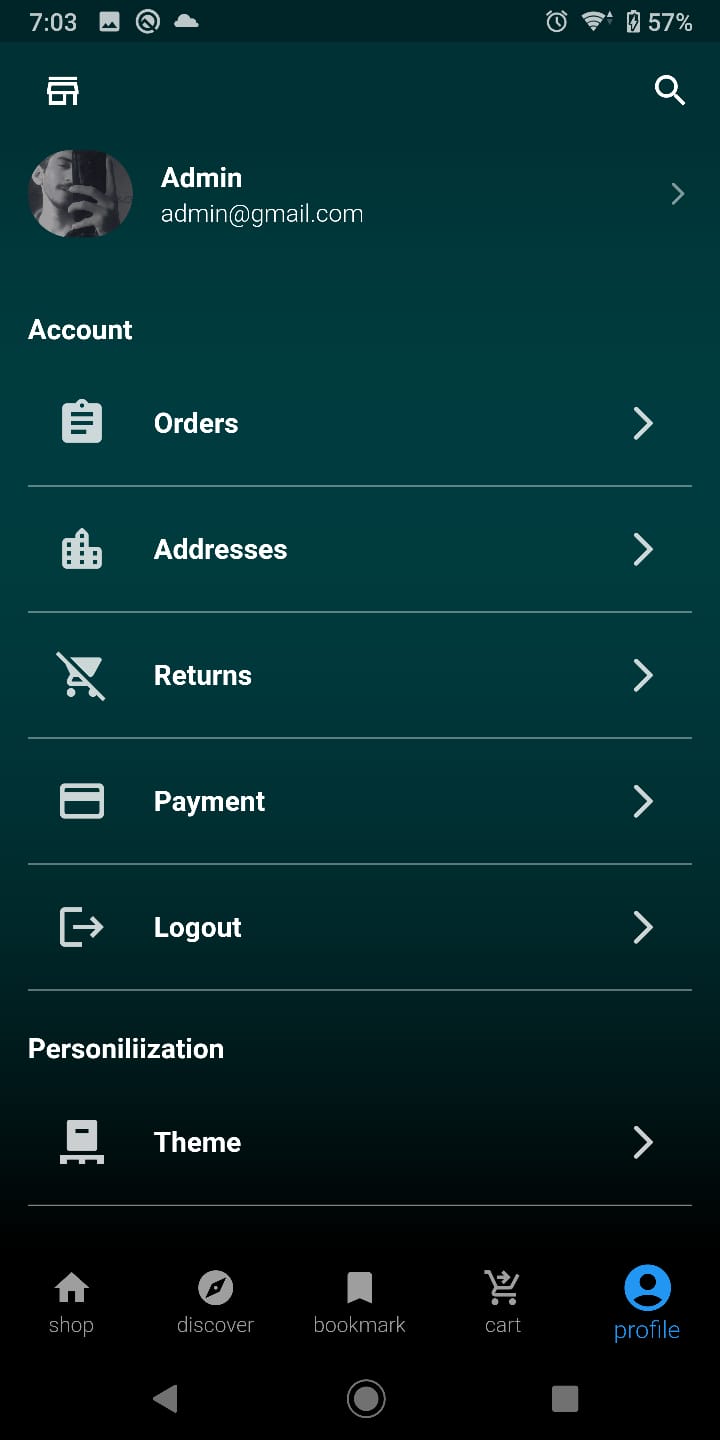 7:03 57%
Admin
admin@gmail.com
Account
Orders
Addresses
Returns
Payment
Logout
Personiliization
Theme
shop discover bookmark cart profile